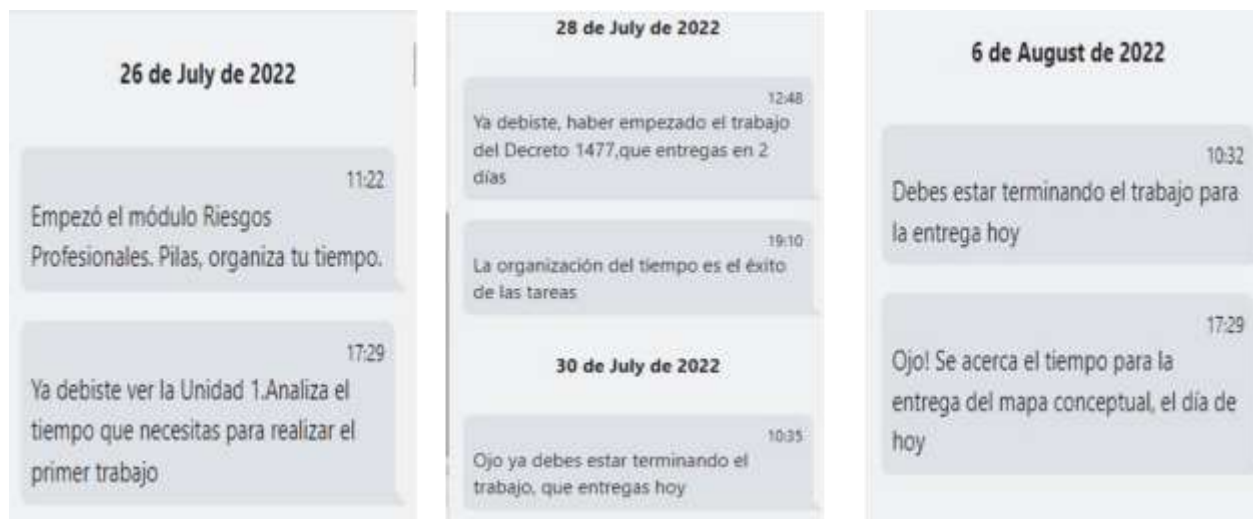 26 de July de 2022
11:22
Empezó el módulo Riesgos
Profesionales. Pilas, organiza tu tiempo.
17:29
Ya debiste ver la Unidad 1.Analiza el
tiempo que necesitas para realizar el
primer trabajo
28 de July de 2022
12:48
Ya debiste, haber empezado el trabajo
del Decreto 1477,que entregas en 2
días
19:10
La organización del tiempo es el éxito
de las tareas
30 de July de 2022
10:35
Ojo ya debes estar terminando el
trabajo, que entregas hoy
6 de August de 2022
10:32
Debes estar terminando el trabajo para
la entrega hoy
17:29
Ojo! Se acerca el tiempo para la
entrega del mapa conceptual, el día de
hoy